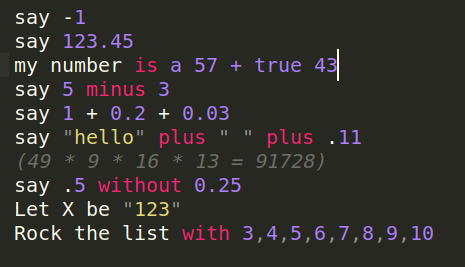 say -1
say 123.45
my number is a 57 + true 43
say 5 minus 3
say 1 + 0.2 + 0.03
say "hello" plus " " plus .11
(49 * 9 * 16 * 13 = 91728)
say .5 without 0.25
Let X be "123"
Rock the list with 3,4,5,6,7,8,9,10